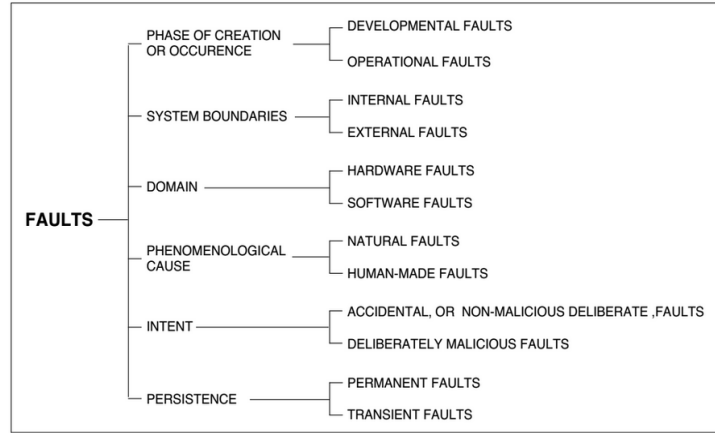 PHASE OF CREATION
OR OCCURENCE
DEVELOPMENTAL FAULTS
OPERATIONAL FAULTS
SYSTEM BOUNDARIES
INTERNAL FAULTS
EXTERNAL FAULTS
DOMAIN
HARDWARE FAULTS
SOFTWARE FAULTS
FAULTS
PHENOMENOLOGICAL
CAUSE
NATURAL FAULTS
HUMAN-MADE FAULTS
INTENT
ACCIDENTAL, OR NON-MALICIOUS DELIBERATE ,FAULTS
DELIBERATELY MALICIOUS FAULTS
PERSISTENCE
PERMANENT FAULTS
TRANSIENT FAULTS